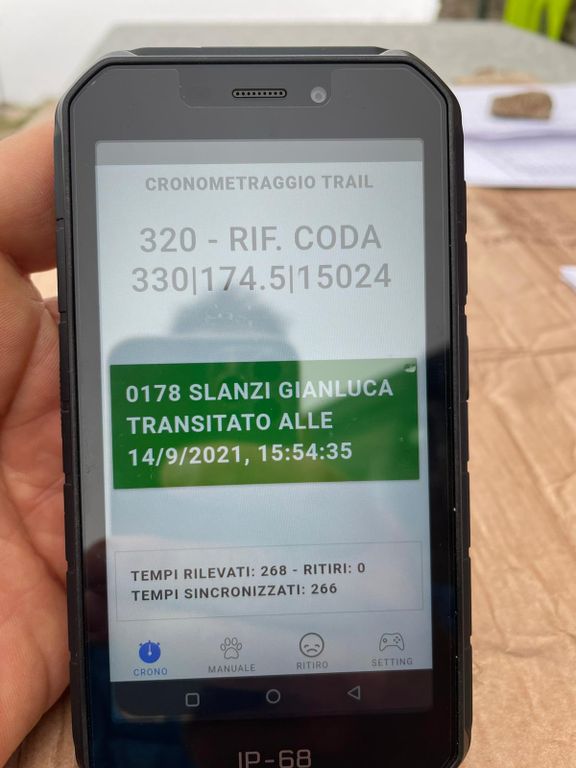 CRONOMETRAGGIO TRAIL
320 - RIF. CODA
330|174.5|15024
0178 SLANZI GIANLUCA
TRANSITATO ALLE
14/9/2021, 15:54:35
TEMPI RILEVATI: 268 - RITIRI: 0
TEMPI SINCRONIZZATI: 266
CRONO MANUALE RITIRO SETTING
IP-68